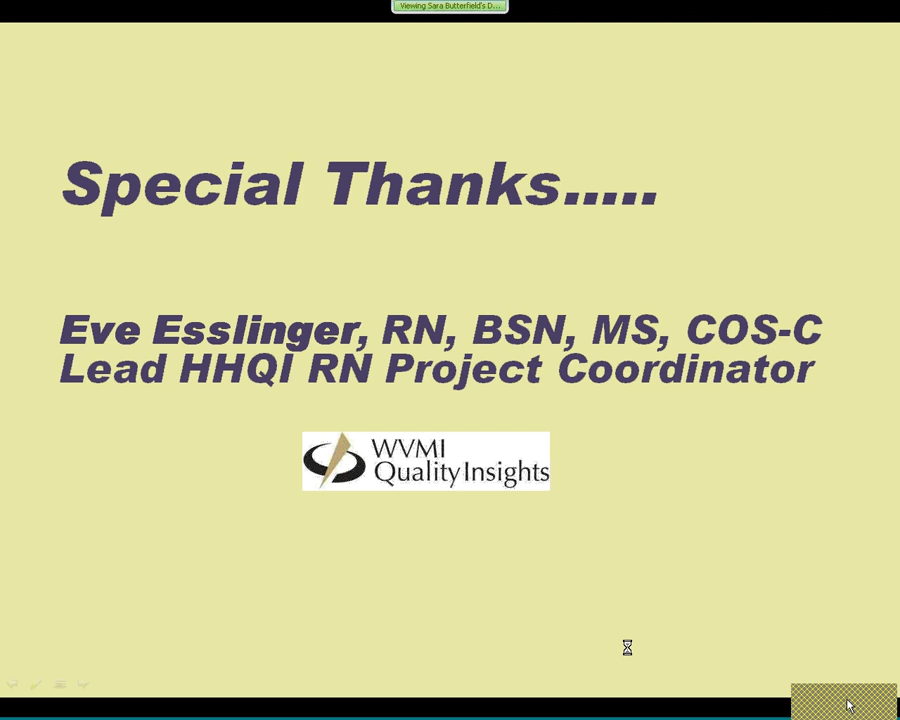 Viewing Sara Butterfield's D...
Special Thanks.....
Eve Esslinger, RN, BSN, MS, COS-C
Lead HHQI RN Project Coordinator
WVMI
Quality Insights